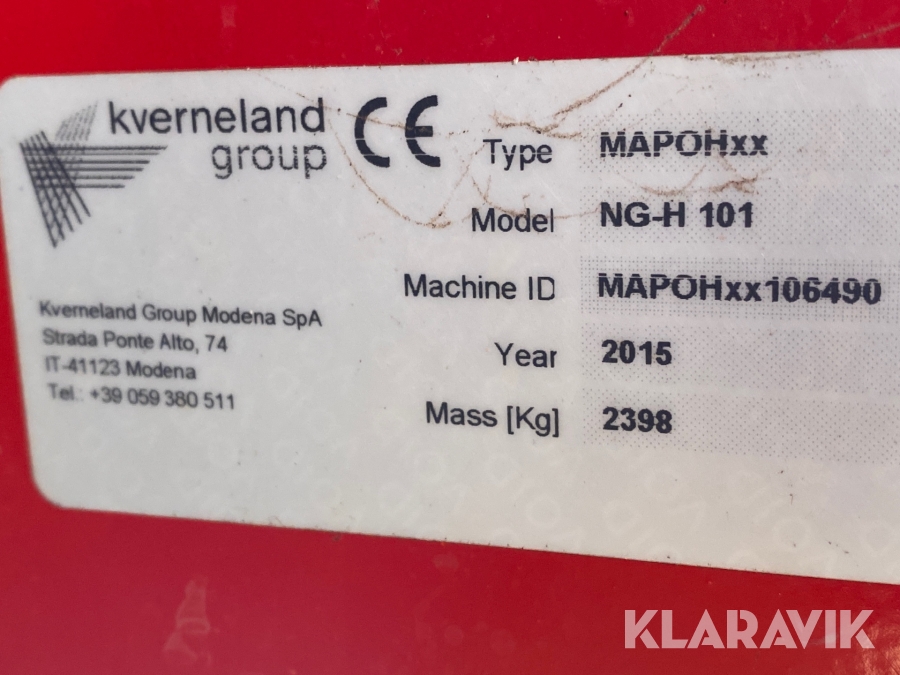 kverneland
group
CE
Type MAPOHxx
Model NG-H 101
Machine ID MAPOHxx106490
Year 2015
Mass [Kg] 2398
Kverneland Group Modena SpA
Strada Ponte Alto, 74
IT-41123 Modena
Tel.: +39 059 380 511
KLARAVIK